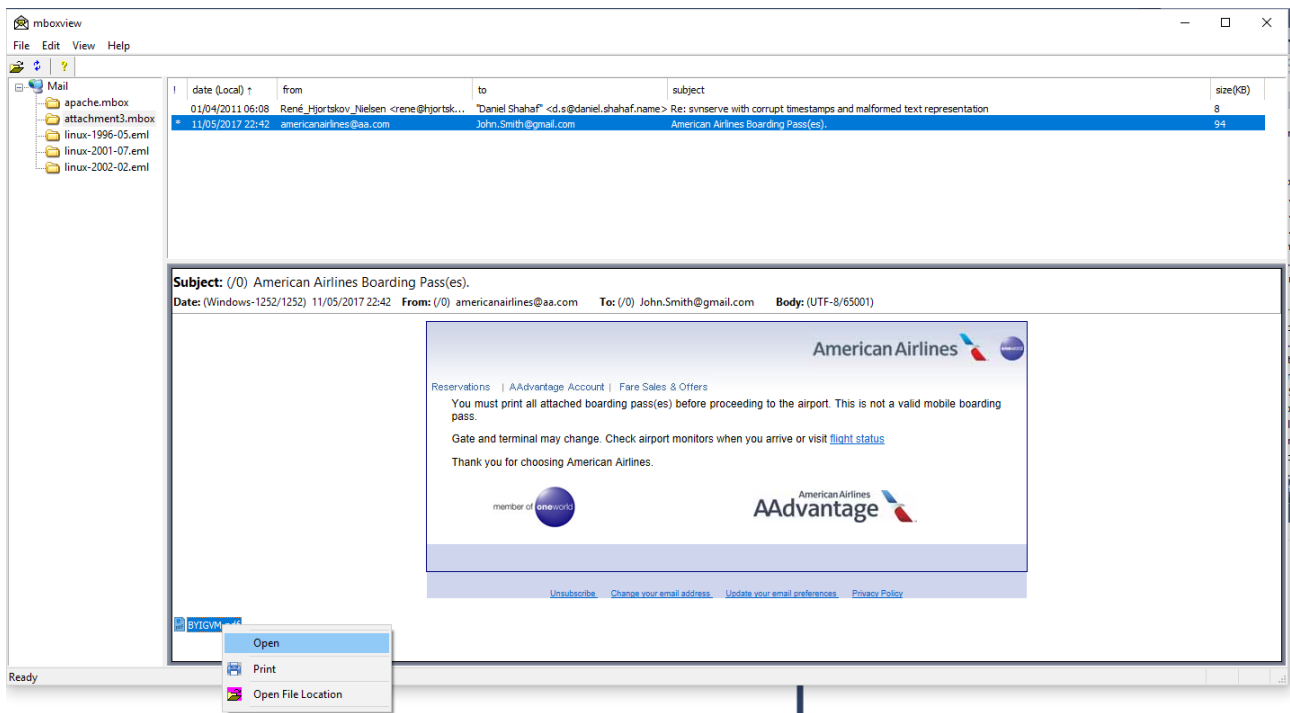 mboxview
File Edit View Help
Mail
apache.mbox
attachment3.mbox
linux-1996-05.eml
linux-2001-07.eml
linux-2002-02.eml
! date (Local) ↑ from to subject size(KB)
01/04/2011 06:08 René_Hjortskov_Nielsen <rene@hjortsk... "Daniel Shahaf" <d.s@daniel.shahaf.name> Re: svnserve with corrupt timestamps and malformed text representation 8
* 11/05/2017 22:42 americanairlines@aa.com John.Smith@gmail.com American Airlines Boarding Pass(es). 94
Subject: (/0) American Airlines Boarding Pass(es).
Date: (Windows-1252/1252) 11/05/2017 22:42 From: (/0) americanairlines@aa.com To: (/0) John.Smith@gmail.com Body: (UTF-8/65001)
American Airlines oneworld
Reservations | AAdvantage Account | Fare Sales & Offers
You must print all attached boarding pass(es) before proceeding to the airport. This is not a valid mobile boarding
pass.
Gate and terminal may change. Check airport monitors when you arrive or visit flight status
Thank you for choosing American Airlines.
member of oneworld
American Airlines
AAdvantage
Unsubscribe Change your email address Update your email preferences Privacy Policy
BYIGVM.pdf
Open
Print
Open File Location
Ready